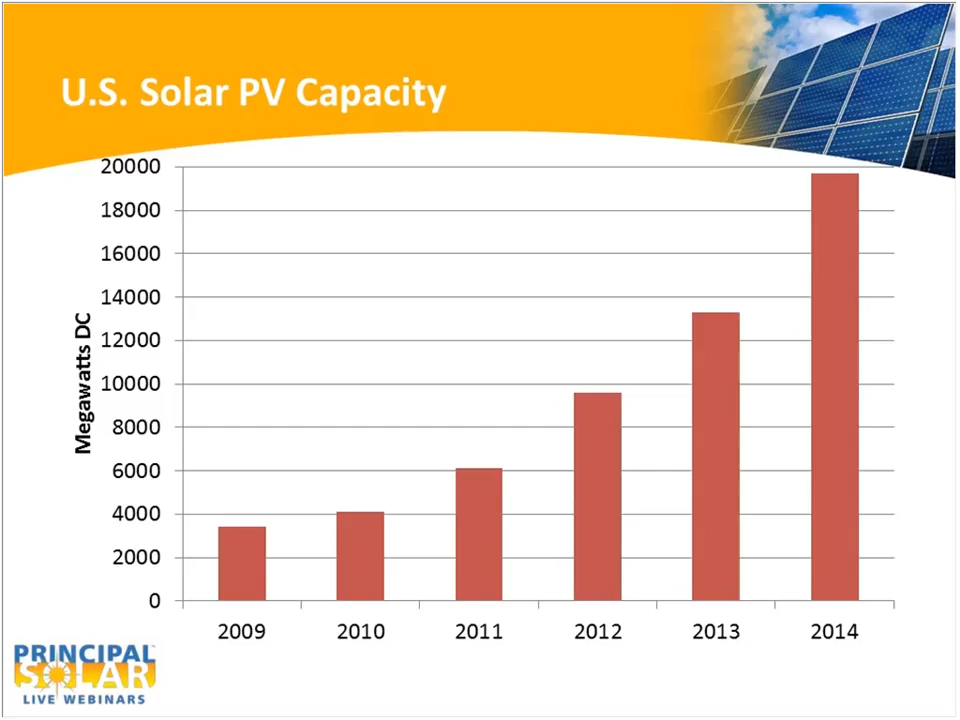 U.S. Solar PV Capacity
20000
18000
16000
14000
12000
10000
8000
6000
4000
2000
0
Megawatts DC
2009 2010 2011 2012 2013 2014
PRINCIPAL
SOLAR
LIVE WEBINARS